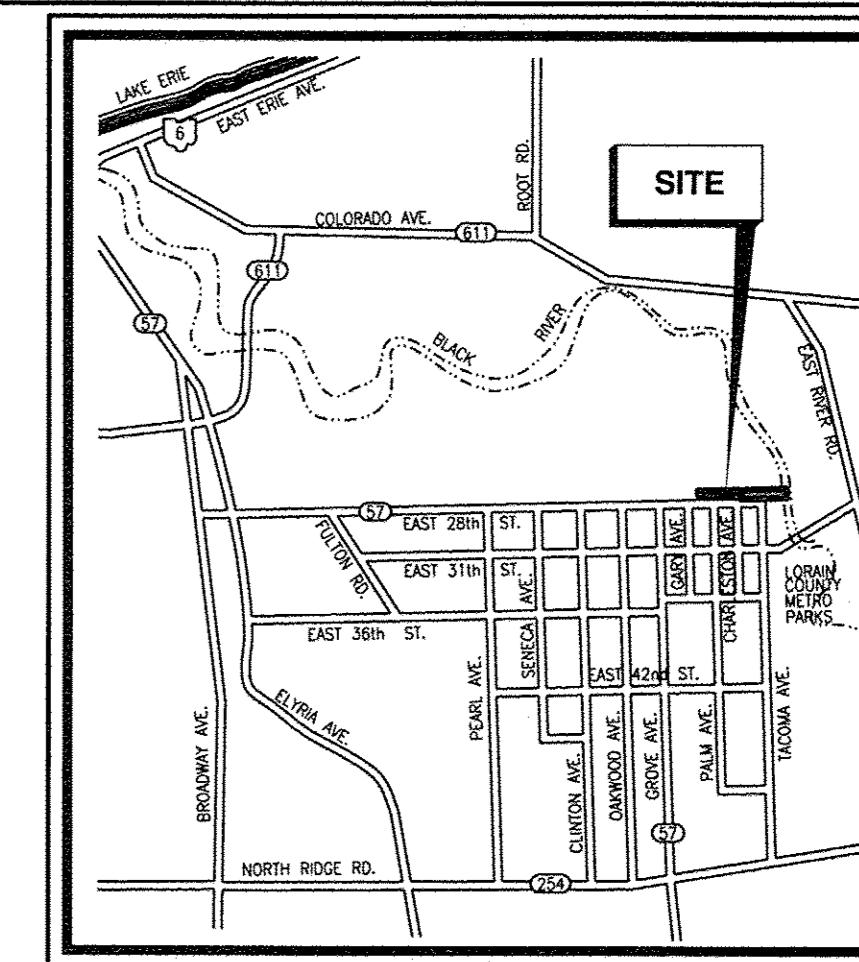 LAKE ERIE
6
EAST ERIE AVE.
ROOT RD.
SITE
COLORADO AVE.
611
611
57
BLACK
RIVER
EAST RIVER RD.
57
EAST 28th ST.
FULTON RD.
GARY AVE.
CHARLESTON AVE.
EAST 31th ST.
LORAIN
COUNTY
METRO
PARKS
SENECA AVE.
EAST 36th ST.
EAST 42nd ST.
PEARL AVE.
ELYRIA AVE.
BROADWAY AVE.
CLINTON AVE.
OAKWOOD AVE.
GROVE AVE.
PALM AVE.
TACOMA AVE.
57
NORTH RIDGE RD.
254